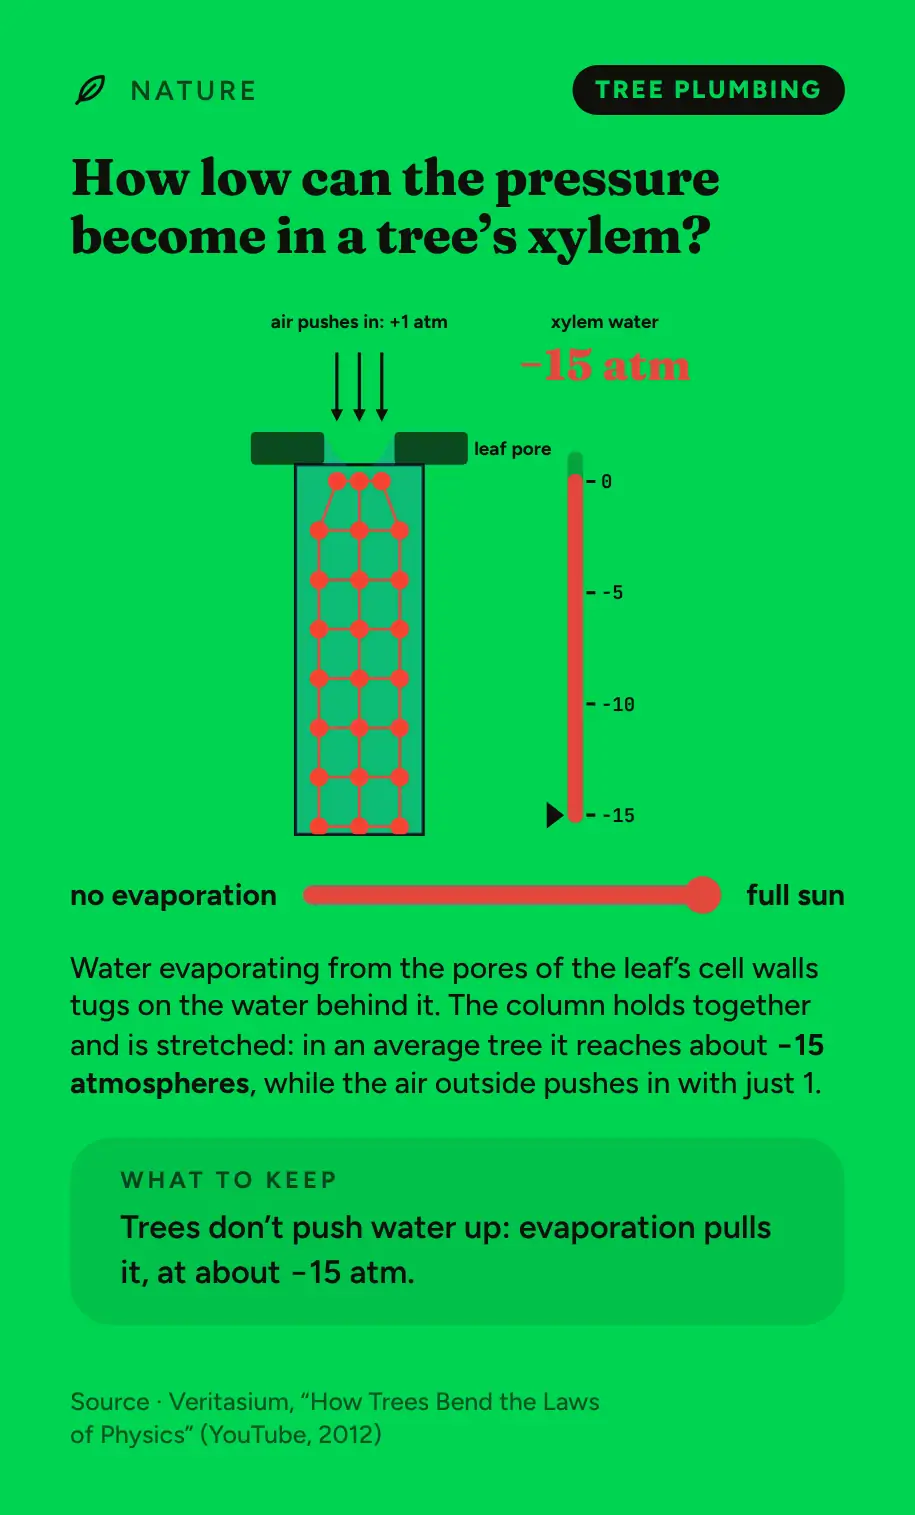 NATURE
TREE PLUMBING
How low can the pressure
become in a tree’s xylem?
air pushes in: +1 atm
xylem water
−15 atm
leaf pore
0
-5
-10
-15
no evaporation
full sun
Water evaporating from the pores of the leaf’s cell walls
tugs on the water behind it. The column holds together
and is stretched: in an average tree it reaches about −15
atmospheres, while the air outside pushes in with just 1.
WHAT TO KEEP
Trees don’t push water up: evaporation pulls
it, at about −15 atm.
Source · Veritasium, “How Trees Bend the Laws
of Physics” (YouTube, 2012)